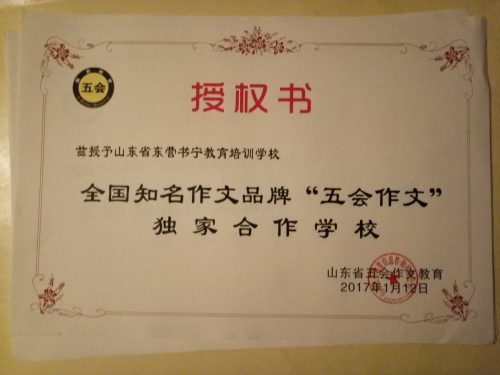 五会
授权书
兹授予山东省东营书宁教育培训学校
全国知名作文品牌“五会作文”
独家合作学校
山东省五会作文教育
2017年1月12日